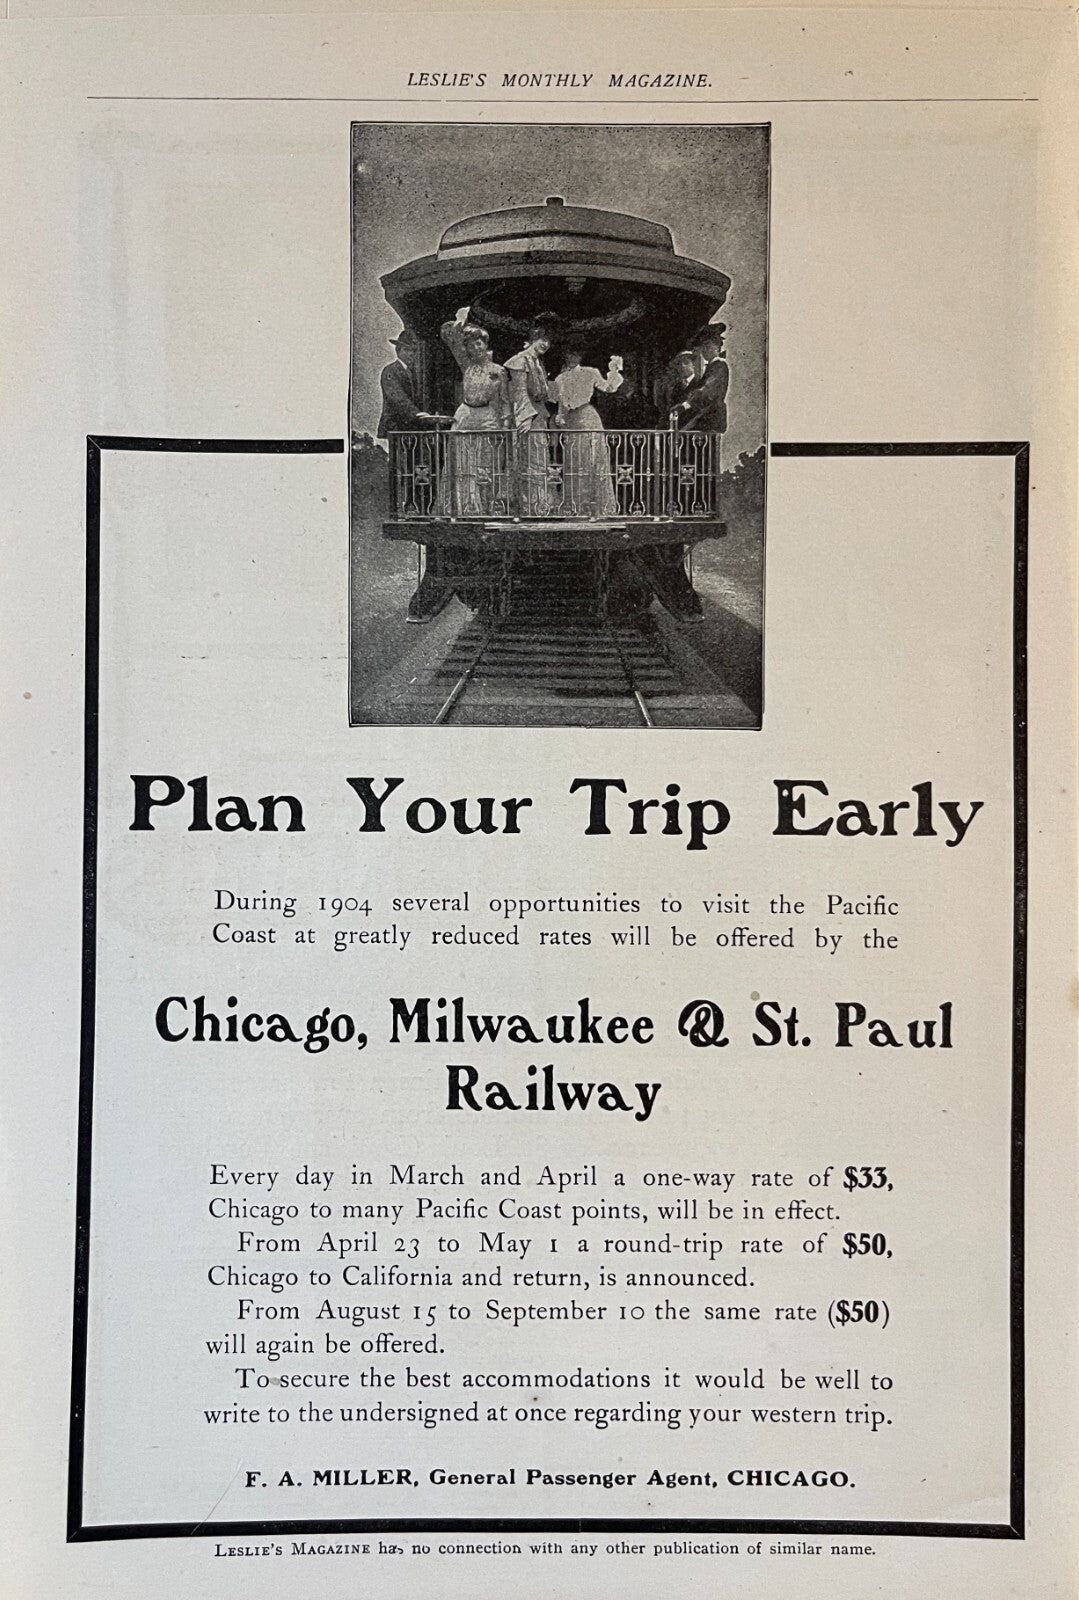 LESLIE'S MONTHLY MAGAZINE.
Plan Your Trip Early
During 1904 several opportunities to visit the Pacific
Coast at greatly reduced rates will be offered by the
Chicago, Milwaukee & St. Paul
Railway
Every day in March and April a one-way rate of $33,
Chicago to many Pacific Coast points, will be in effect.
From April 23 to May 1 a round-trip rate of $50,
Chicago to California and return, is announced.
From August 15 to September 10 the same rate ($50)
will again be offered.
To secure the best accommodations it would be well to
write to the undersigned at once regarding your western trip.
F. A. MILLER, General Passenger Agent, CHICAGO.
LESLIE'S MAGAZINE has no connection with any other publication of similar name.